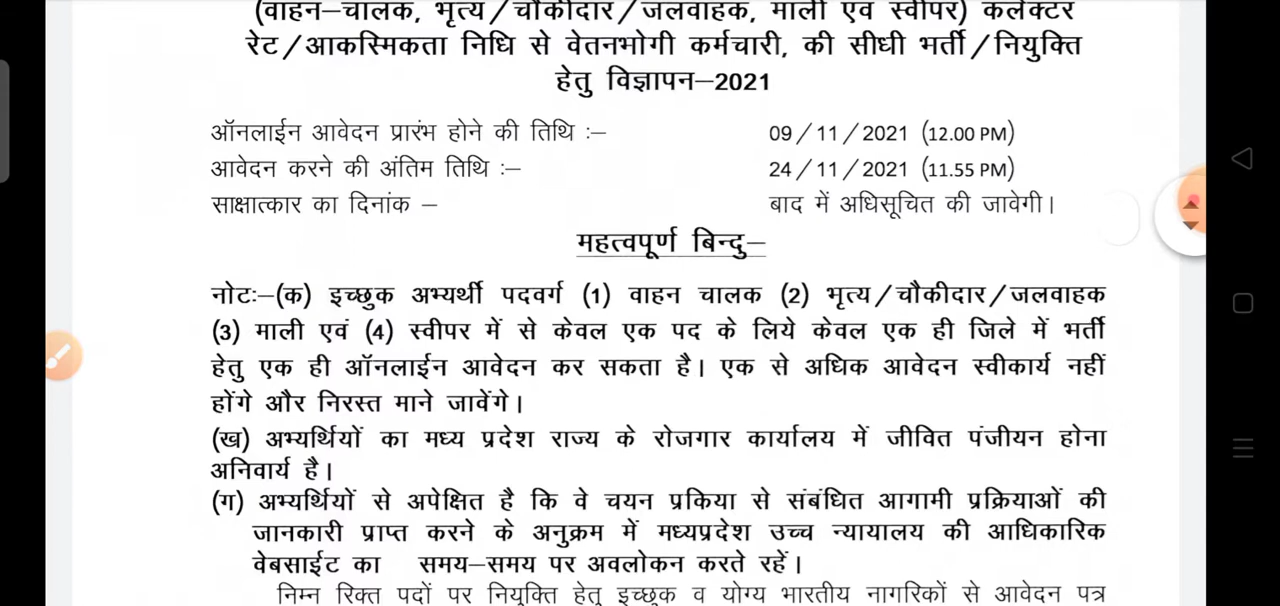 (वाहन–चालक, भृत्य/चौकीदार/जलवाहक, माली एवं स्वीपर) कलेक्टर
रेट/आकस्मिकता निधि से वेतनभोगी कर्मचारी, की सीधी भर्ती/नियुक्ति
हेतु विज्ञापन–2021
ऑनलाईन आवेदन प्रारंभ होने की तिथि :– 09/11/2021 (12.00 PM)
आवेदन करने की अंतिम तिथि :– 24/11/2021 (11.55 PM)
साक्षात्कार का दिनांक – बाद में अधिसूचित की जावेगी।
महत्वपूर्ण बिन्दु–
नोटः–(क) इच्छुक अभ्यर्थी पदवर्ग (1) वाहन चालक (2) भृत्य/चौकीदार/जलवाहक
(3) माली एवं (4) स्वीपर में से केवल एक पद के लिये केवल एक ही जिले में भर्ती
हेतु एक ही ऑनलाईन आवेदन कर सकता है। एक से अधिक आवेदन स्वीकार्य नहीं
होंगे और निरस्त माने जावेंगे।
(ख) अभ्यर्थियों का मध्य प्रदेश राज्य के रोजगार कार्यालय में जीवित पंजीयन होना
अनिवार्य है।
(ग) अभ्यर्थियों से अपेक्षित है कि वे चयन प्रकिया से संबंधित आगामी प्रक्रियाओं की
जानकारी प्राप्त करने के अनुक्रम में मध्यप्रदेश उच्च न्यायालय की आधिकारिक
वेबसाईट का समय–समय पर अवलोकन करते रहें।
निम्न रिक्त पदों पर नियुक्ति हेतु इच्छुक व योग्य भारतीय नागरिकों से आवेदन पत्र